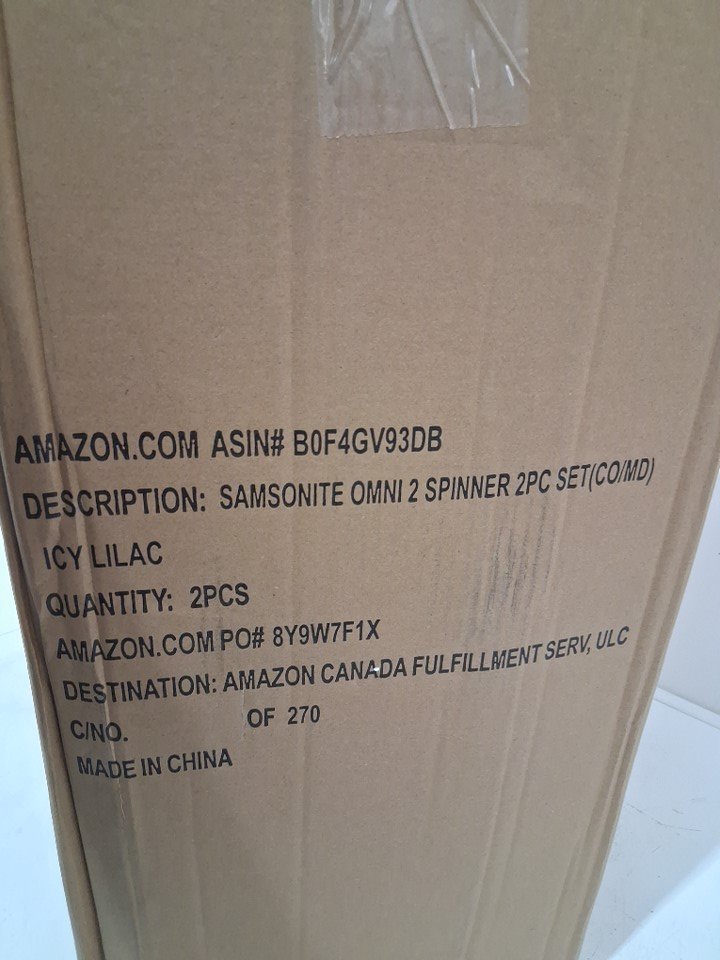 AMAZON.COM ASIN# B0F4GV93DB
DESCRIPTION: SAMSONITE OMNI 2 SPINNER 2PC SET(CO/MD)
ICY LILAC
QUANTITY: 2PCS
AMAZON.COM PO# 8Y9W7F1X
DESTINATION: AMAZON CANADA FULFILLMENT SERV, ULC
C/NO. OF 270
MADE IN CHINA